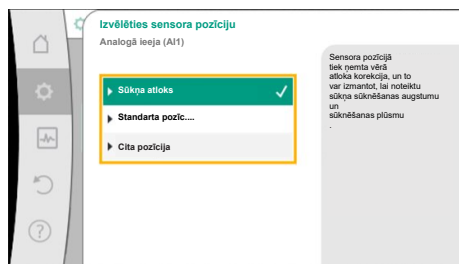 Izvēlēties sensora pozīciju
Analogā ieeja (AI1)
Sūkņa atloks
Standarta pozīc....
Cita pozīcija
Sensora pozīcijā
tiek ņemta vērā
atloka korekcija, un to
var izmantot, lai noteiktu
sūkņa sūknēšanas augstumu
un
sūknēšanas plūsmu
.